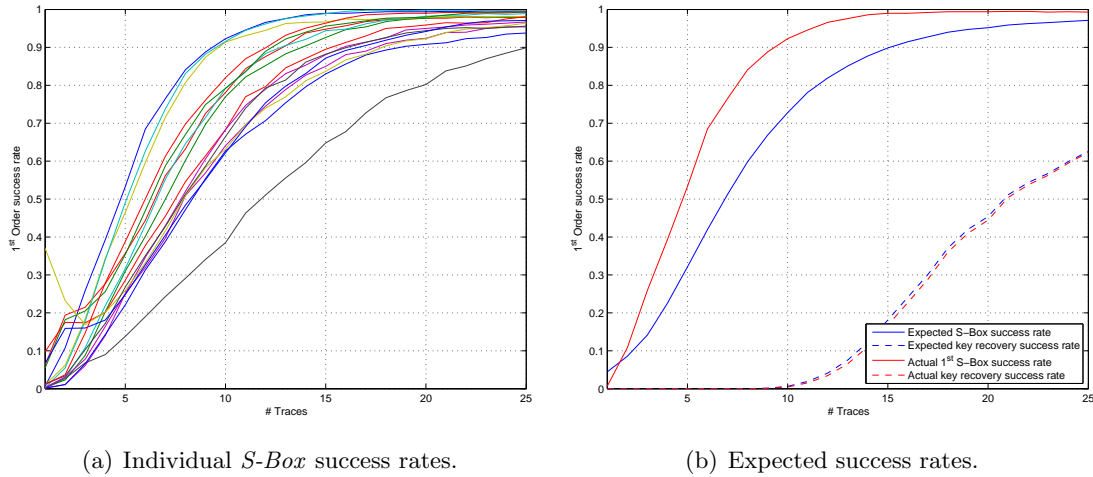 1
0.9
0.8
0.7
0.6
0.5
0.4
0.3
0.2
0.1
0
1st Order success rate
5 10 15 20 25
# Traces
(a) Individual S-Box success rates.
1
0.9
0.8
0.7
0.6
0.5
0.4
0.3
0.2
0.1
0
1st Order success rate
Expected S−Box success rate
Expected key recovery success rate
Actual 1st S−Box success rate
Actual key recovery success rate
5 10 15 20 25
# Traces
(b) Expected success rates.